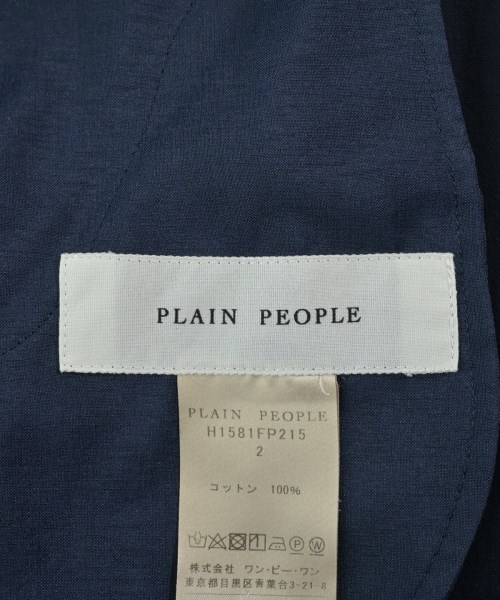 PLAIN PEOPLE
PLAIN PEOPLE
H1581FP215
2
コットン 100%
株式会社 ワン・ビー・ワン
東京都目黒区青葉台3-21-8